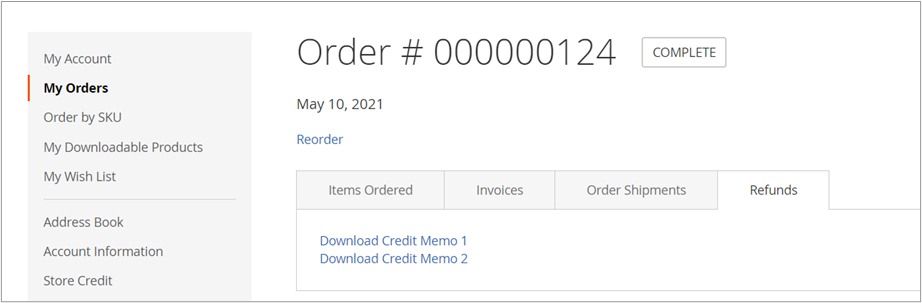 My Account
My Orders
Order by SKU
My Downloadable Products
My Wish List
Address Book
Account Information
Store Credit
Order # 000000124 COMPLETE
May 10, 2021
Reorder
Items Ordered Invoices Order Shipments Refunds
Download Credit Memo 1
Download Credit Memo 2